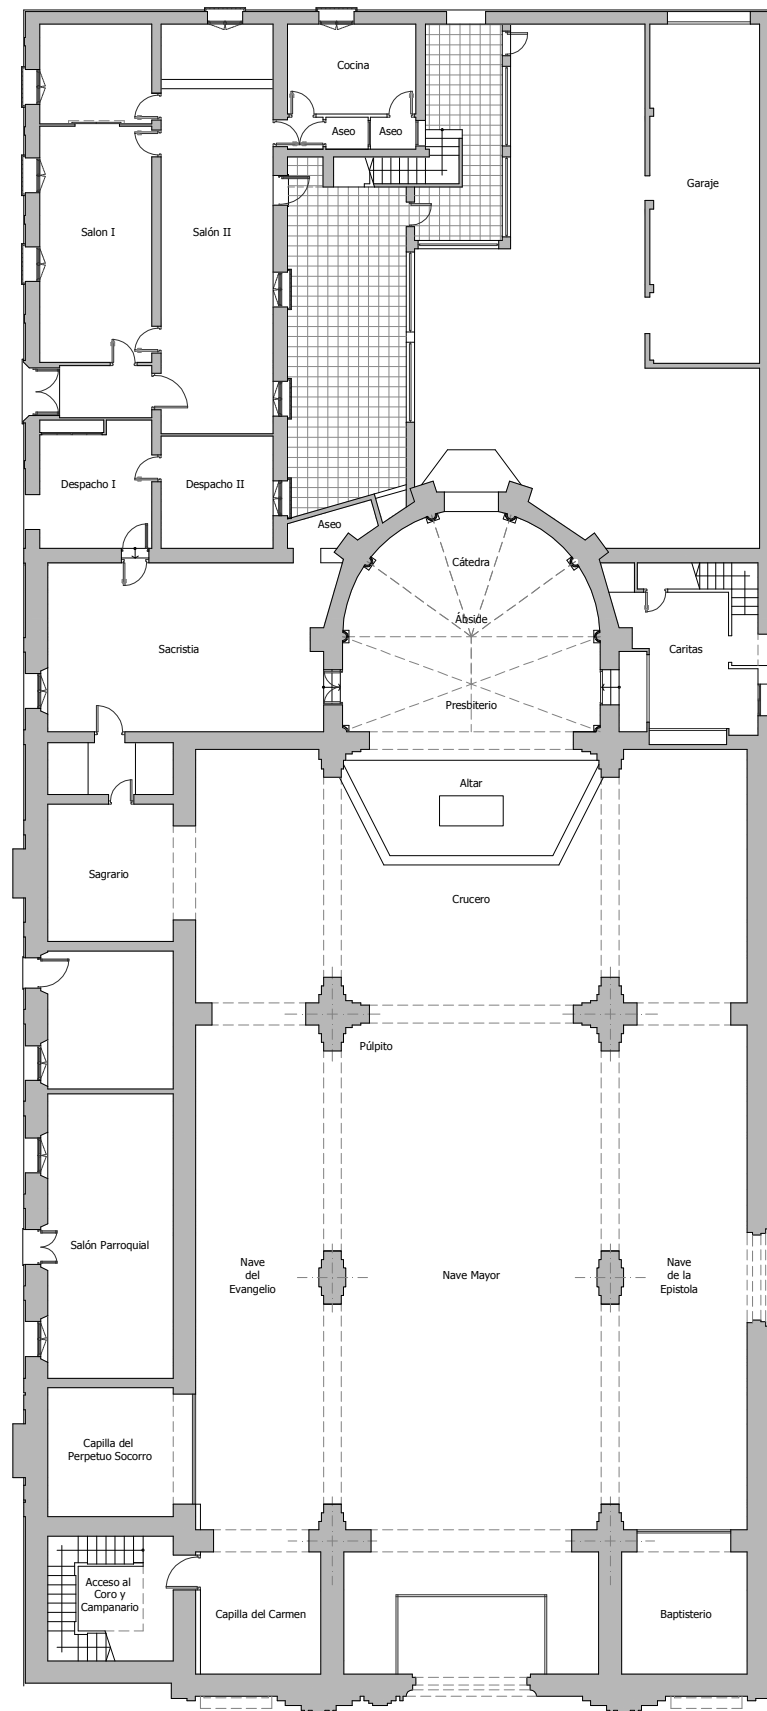 Cocina
Aseo
Aseo
Garaje
Salon I
Salón II
Despacho I
Despacho II
Aseo
Cátedra
Ábside
Sacristia
Caritas
Presbiterio
Altar
Sagrario
Crucero
Púlpito
Salón Parroquial
Nave
del
Evangelio
Nave Mayor
Nave
de la
Epistola
Capilla del
Perpetuo Socorro
Acceso al
Coro y
Campanario
Capilla del Carmen
Baptisterio